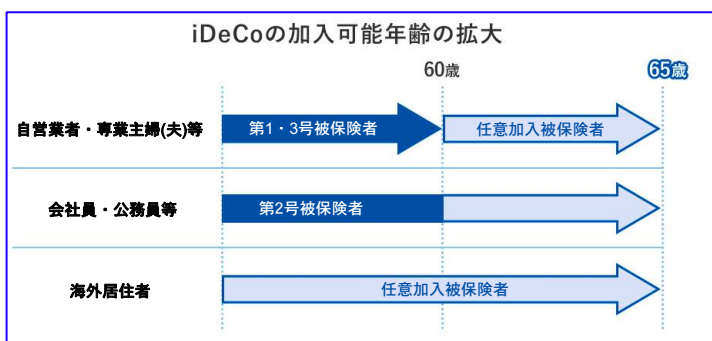 iDeCoの加入可能年齢の拡大
60歳
65歳
自営業者・専業主婦(夫)等
第1・3号被保険者
任意加入被保険者
会社員・公務員等
第2号被保険者
海外居住者
任意加入被保険者